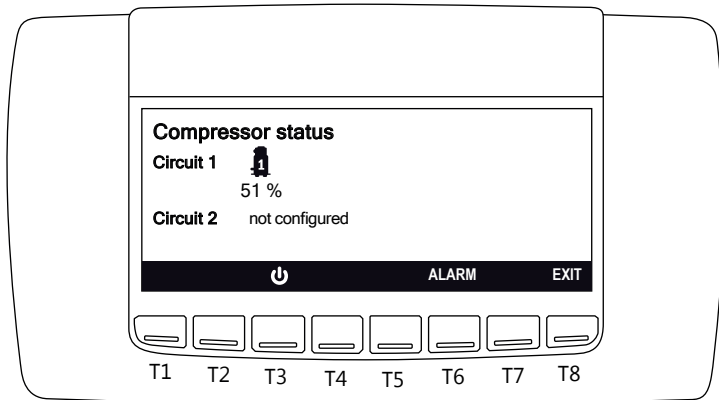 Compressor status
Circuit 1 1
51 %
Circuit 2 not configured
ALARM EXIT
T1 T2 T3 T4 T5 T6 T7 T8